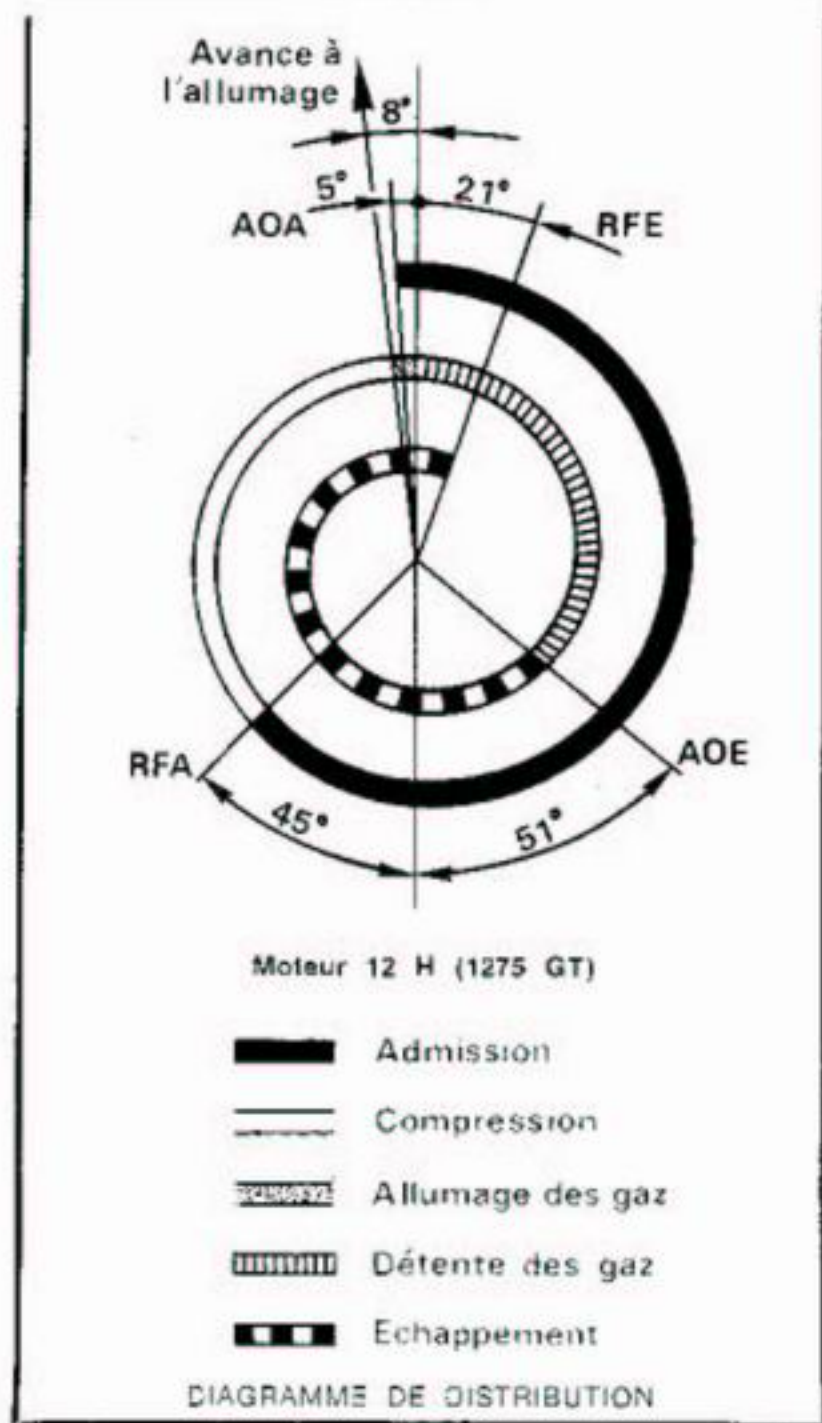 Avance à
l'allumage
8°
5°
21°
AOA
RFE
RFA
AOE
45°
51°
Moteur 12 H (1275 GT)
Admission
Compression
Allumage des gaz
Détente des gaz
Echappement
DIAGRAMME DE DISTRIBUTION